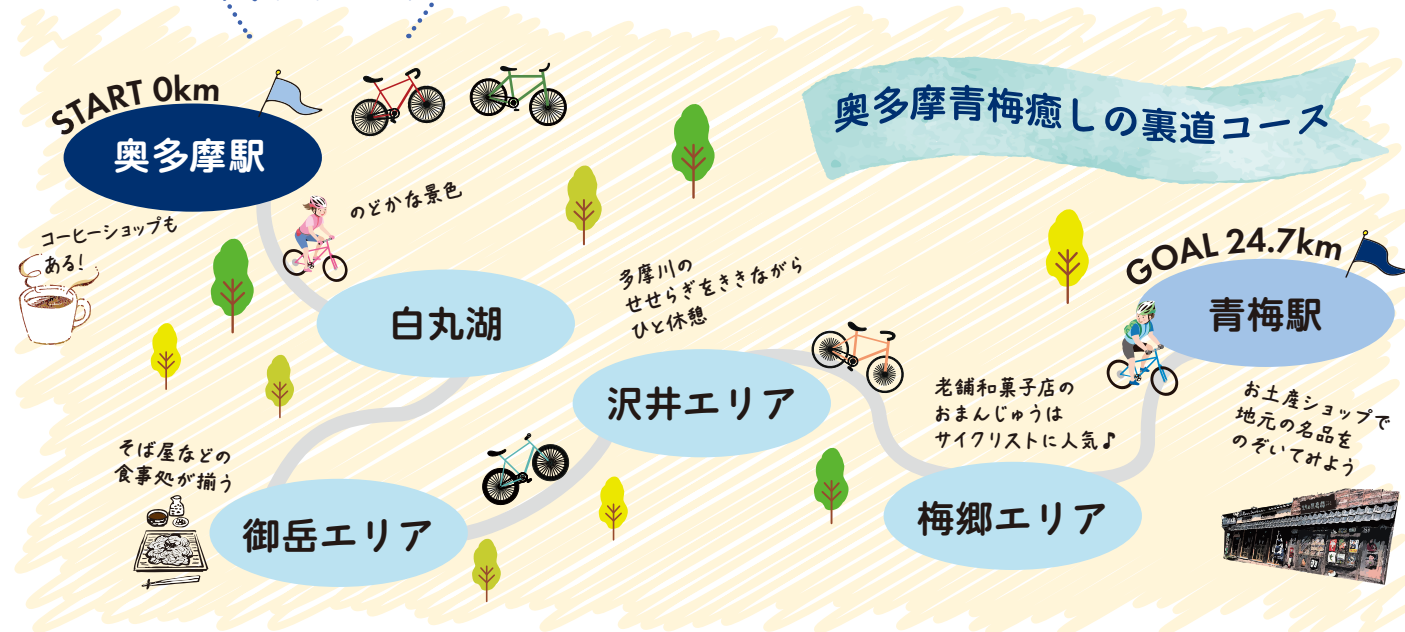 奥多摩青梅癒しの裏道コース
START 0km
奥多摩駅
コーヒーショップも
ある!
のどかな景色
白丸湖
そば屋などの
食事処が揃う
御岳エリア
多摩川の
せせらぎをききながら
ひと休憩
沢井エリア
老舗和菓子店の
おまんじゅうは
サイクリストに人気♪
梅郷エリア
GOAL 24.7km
青梅駅
お土産ショップで
地元の名品を
のぞいてみよう